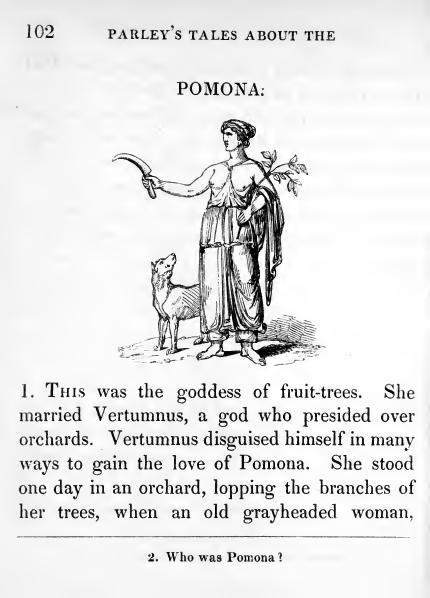 102 PARLEY'S TALES ABOUT THE
POMONA:
1. THIS was the goddess of fruit-trees. She
married Vertumnus, a god who presided over
orchards. Vertumnus disguised himself in many
ways to gain the love of Pomona. She stood
one day in an orchard, lopping the branches of
her trees, when an old grayheaded woman,
2. Who was Pomona?